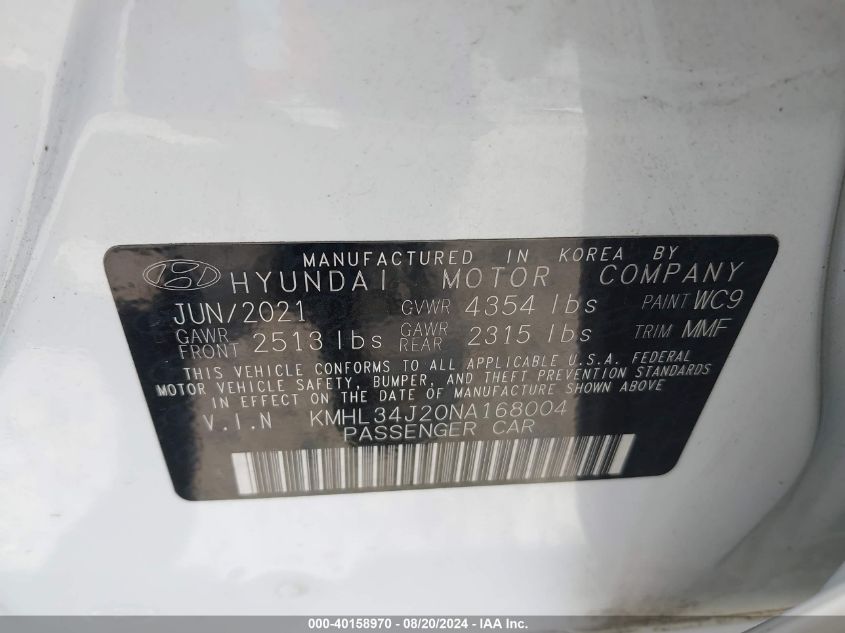 MANUFACTURED IN KOREA BY
HYUNDAI MOTOR COMPANY
JUN/2021 GVWR 4354 lbs PAINT WC9
GAWR FRONT 2513 lbs GAWR REAR 2315 lbs TRIM MMF
THIS VEHICLE CONFORMS TO ALL APPLICABLE U.S.A. FEDERAL
MOTOR VEHICLE SAFETY, BUMPER, AND THEFT PREVENTION STANDARDS
IN EFFECT ON THE DATE OF MANUFACTURE SHOWN ABOVE
V.I.N KMHL34J20NA168004
PASSENGER CAR
000-40158970 - 08/20/2024 - IAA Inc.